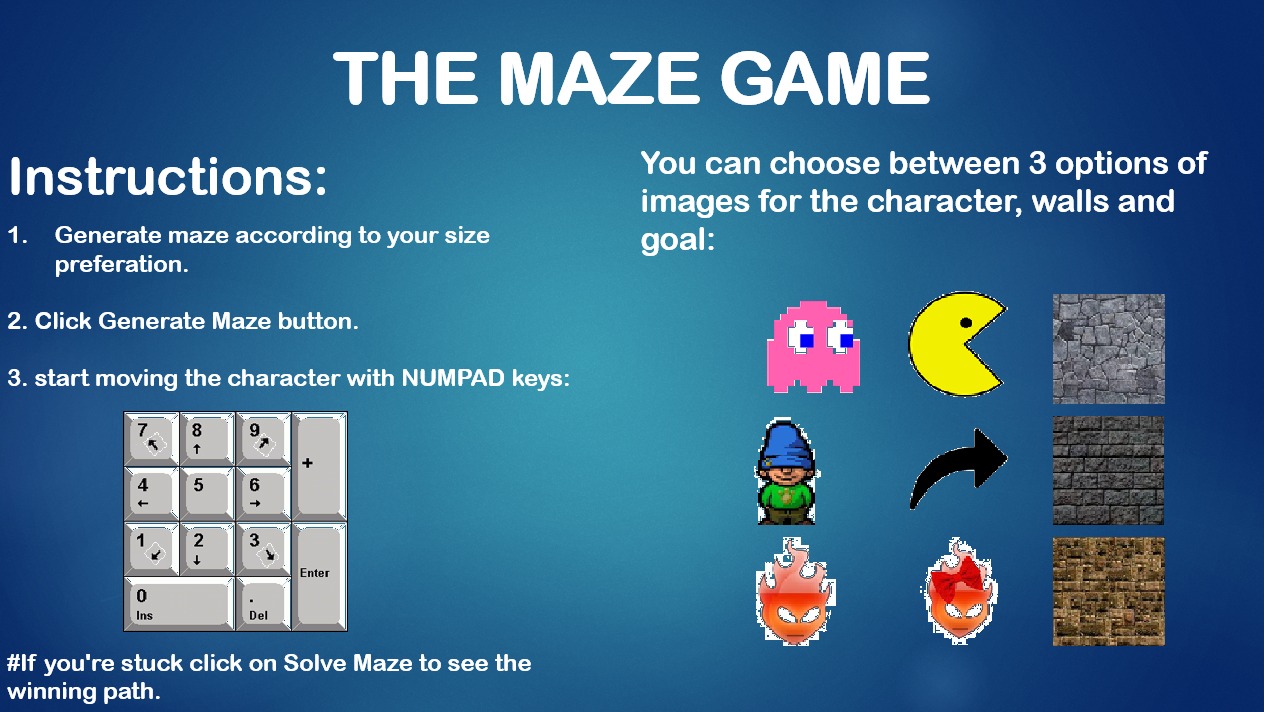 THE MAZE GAME
Instructions:
1. Generate maze according to your size
preferation.
2. Click Generate Maze button.
3. start moving the character with NUMPAD keys:
7 8 9
+
4 5 6
1 2 3
Enter
0 .
Ins Del
#If you're stuck click on Solve Maze to see the
winning path.
You can choose between 3 options of
images for the character, walls and
goal: